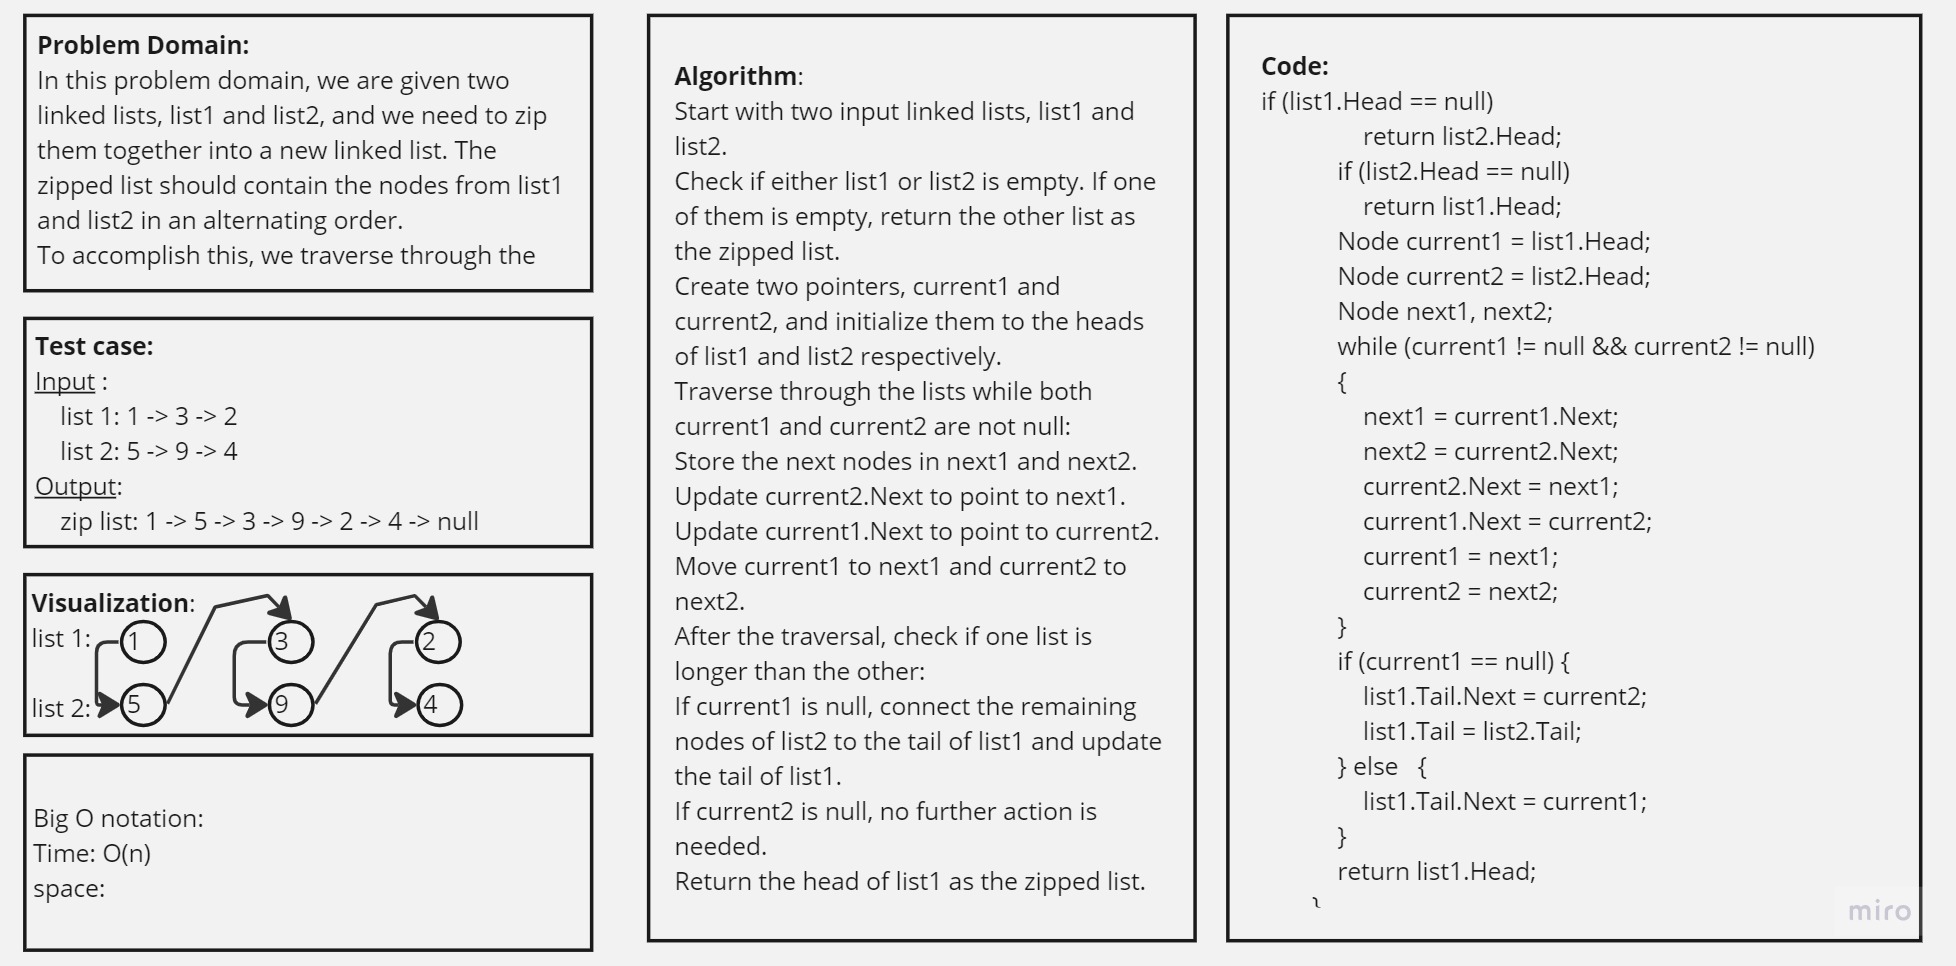 Problem Domain:
In this problem domain, we are given two
linked lists, list1 and list2, and we need to zip
them together into a new linked list. The
zipped list should contain the nodes from list1
and list2 in an alternating order.
To accomplish this, we traverse through the
Test case:
Input :
list 1: 1 -> 3 -> 2
list 2: 5 -> 9 -> 4
Output:
zip list: 1 -> 5 -> 3 -> 9 -> 2 -> 4 -> null
Visualization:
list 1: 1 3 2
list 2: 5 9 4
Big O notation:
Time: O(n)
space:
Algorithm:
Start with two input linked lists, list1 and
list2.
Check if either list1 or list2 is empty. If one
of them is empty, return the other list as
the zipped list.
Create two pointers, current1 and
current2, and initialize them to the heads
of list1 and list2 respectively.
Traverse through the lists while both
current1 and current2 are not null:
Store the next nodes in next1 and next2.
Update current2.Next to point to next1.
Update current1.Next to point to current2.
Move current1 to next1 and current2 to
next2.
After the traversal, check if one list is
longer than the other:
If current1 is null, connect the remaining
nodes of list2 to the tail of list1 and update
the tail of list1.
If current2 is null, no further action is
needed.
Return the head of list1 as the zipped list.
Code:
if (list1.Head == null)
return list2.Head;
if (list2.Head == null)
return list1.Head;
Node current1 = list1.Head;
Node current2 = list2.Head;
Node next1, next2;
while (current1 != null && current2 != null)
{
next1 = current1.Next;
next2 = current2.Next;
current2.Next = next1;
current1.Next = current2;
current1 = next1;
current2 = next2;
}
if (current1 == null) {
list1.Tail.Next = current2;
list1.Tail = list2.Tail;
} else {
list1.Tail.Next = current1;
}
return list1.Head;
}
miro